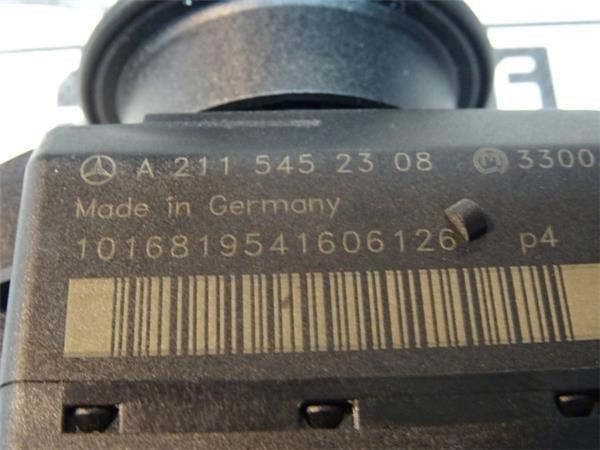 A 211 545 23 08 M 3300
Made in Germany
1016819541606126 p4